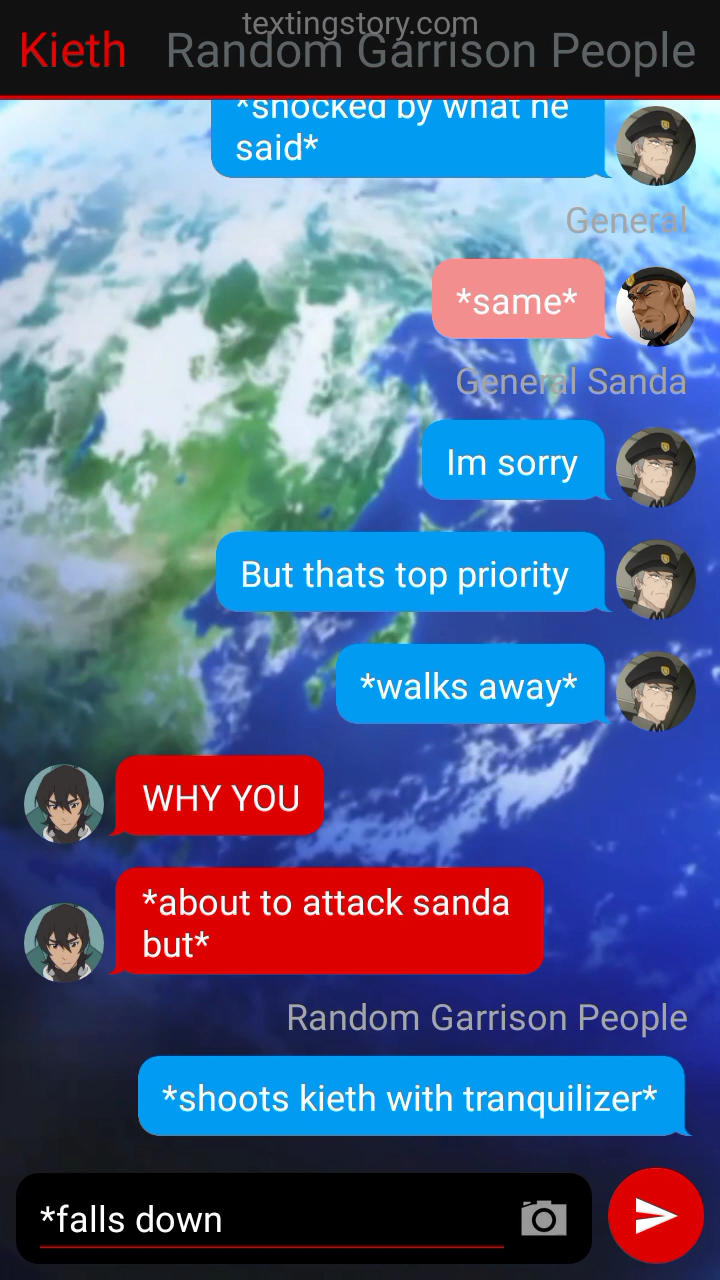 textingstory.com
Kieth Random Garrison People
*shocked by what he
said*
General
*same*
General Sanda
Im sorry
But thats top priority
*walks away*
WHY YOU
*about to attack sanda
but*
Random Garrison People
*shoots kieth with tranquilizer*
*falls down